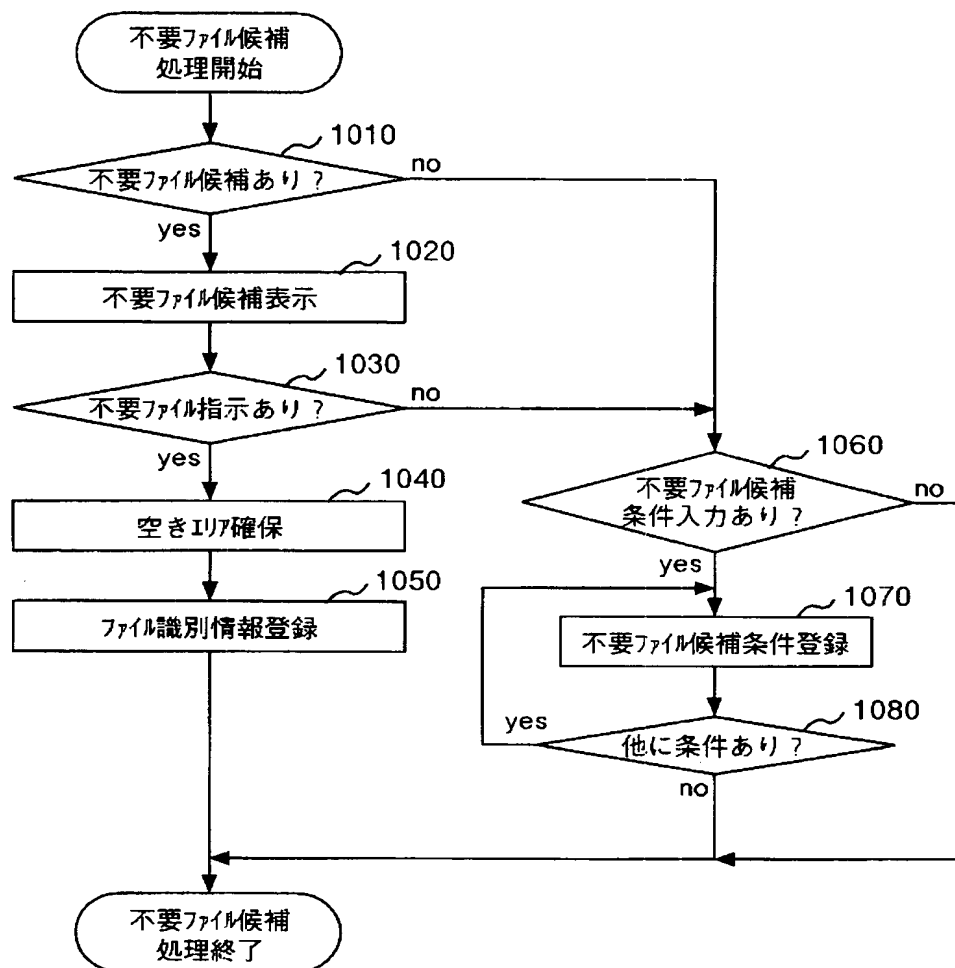 不要ファイル候補
処理開始
1010
不要ファイル候補あり?
no
yes
1020
不要ファイル候補表示
1030
不要ファイル指示あり?
no
yes
1040
空きエリア確保
1050
ファイル識別情報登録
1060
不要ファイル候補
条件入力あり?
no
yes
1070
不要ファイル候補条件登録
1080
yes
他に条件あり?
no
不要ファイル候補
処理終了